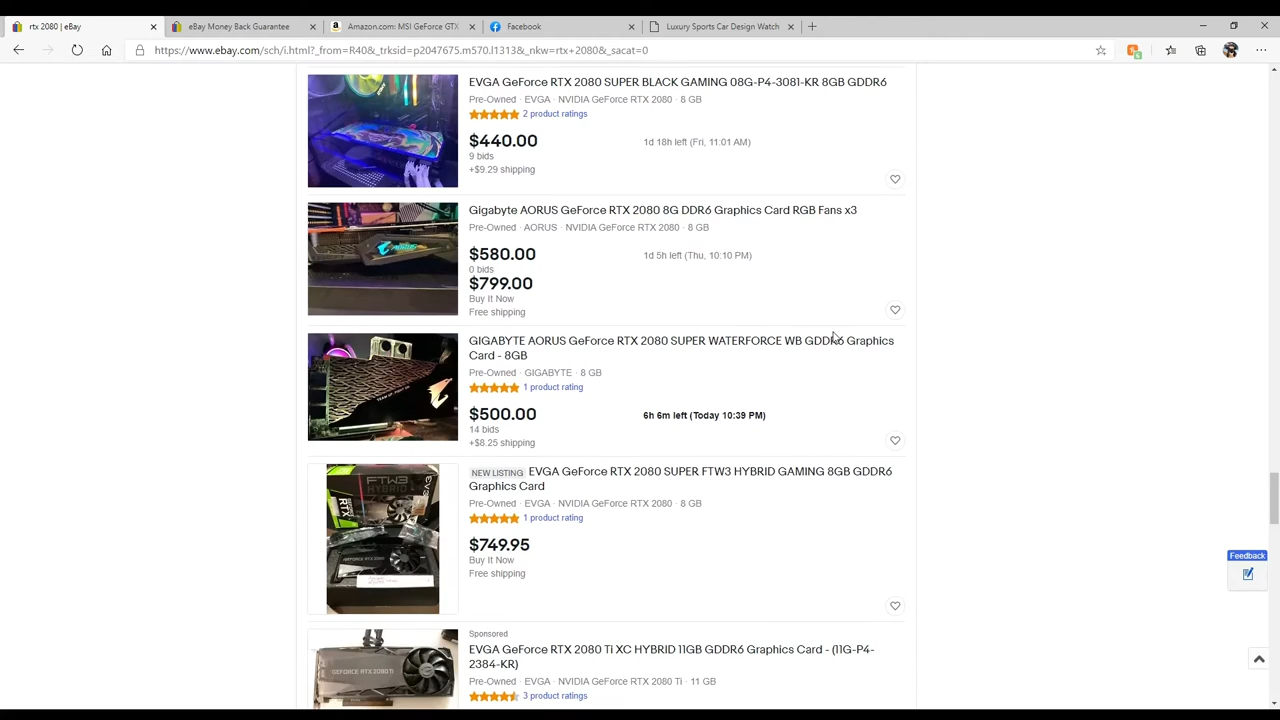 rtx 2080 | eBay
eBay Money Back Guarantee
Amazon.com: MSI GeForce GTX
Facebook
Luxury Sports Car Design Watch
https://www.ebay.com/sch/i.html?_from=R40&_trksid=p2047675.m570.l1313&_nkw=rtx+2080&_sacat=0
EVGA GeForce RTX 2080 SUPER BLACK GAMING 08G-P4-3081-KR 8GB GDDR6
Pre-Owned · EVGA · NVIDIA GeForce RTX 2080 · 8 GB
2 product ratings
$440.00
1d 18h left (Fri, 11:01 AM)
9 bids
+$9.29 shipping
Gigabyte AORUS GeForce RTX 2080 8G DDR6 Graphics Card RGB Fans x3
Pre-Owned · AORUS · NVIDIA GeForce RTX 2080 · 8 GB
$580.00
1d 5h left (Thu, 10:10 PM)
0 bids
$799.00
Buy It Now
Free shipping
GIGABYTE AORUS GeForce RTX 2080 SUPER WATERFORCE WB GDDR6 Graphics
Card - 8GB
Pre-Owned · GIGABYTE · 8 GB
1 product rating
$500.00
6h 6m left (Today 10:39 PM)
14 bids
+$8.25 shipping
NEW LISTING EVGA GeForce RTX 2080 SUPER FTW3 HYBRID GAMING 8GB GDDR6
Graphics Card
Pre-Owned · EVGA · NVIDIA GeForce RTX 2080 · 8 GB
1 product rating
$749.95
Buy It Now
Free shipping
FTW3
HYBRID
EVGA
RTX
Feedback
Sponsored
EVGA GeForce RTX 2080 Ti XC HYBRID 11GB GDDR6 Graphics Card - (11G-P4-
2384-KR)
Pre-Owned · EVGA · NVIDIA GeForce RTX 2080 Ti · 11 GB
3 product ratings
GEFORCE RTX 2080 Ti